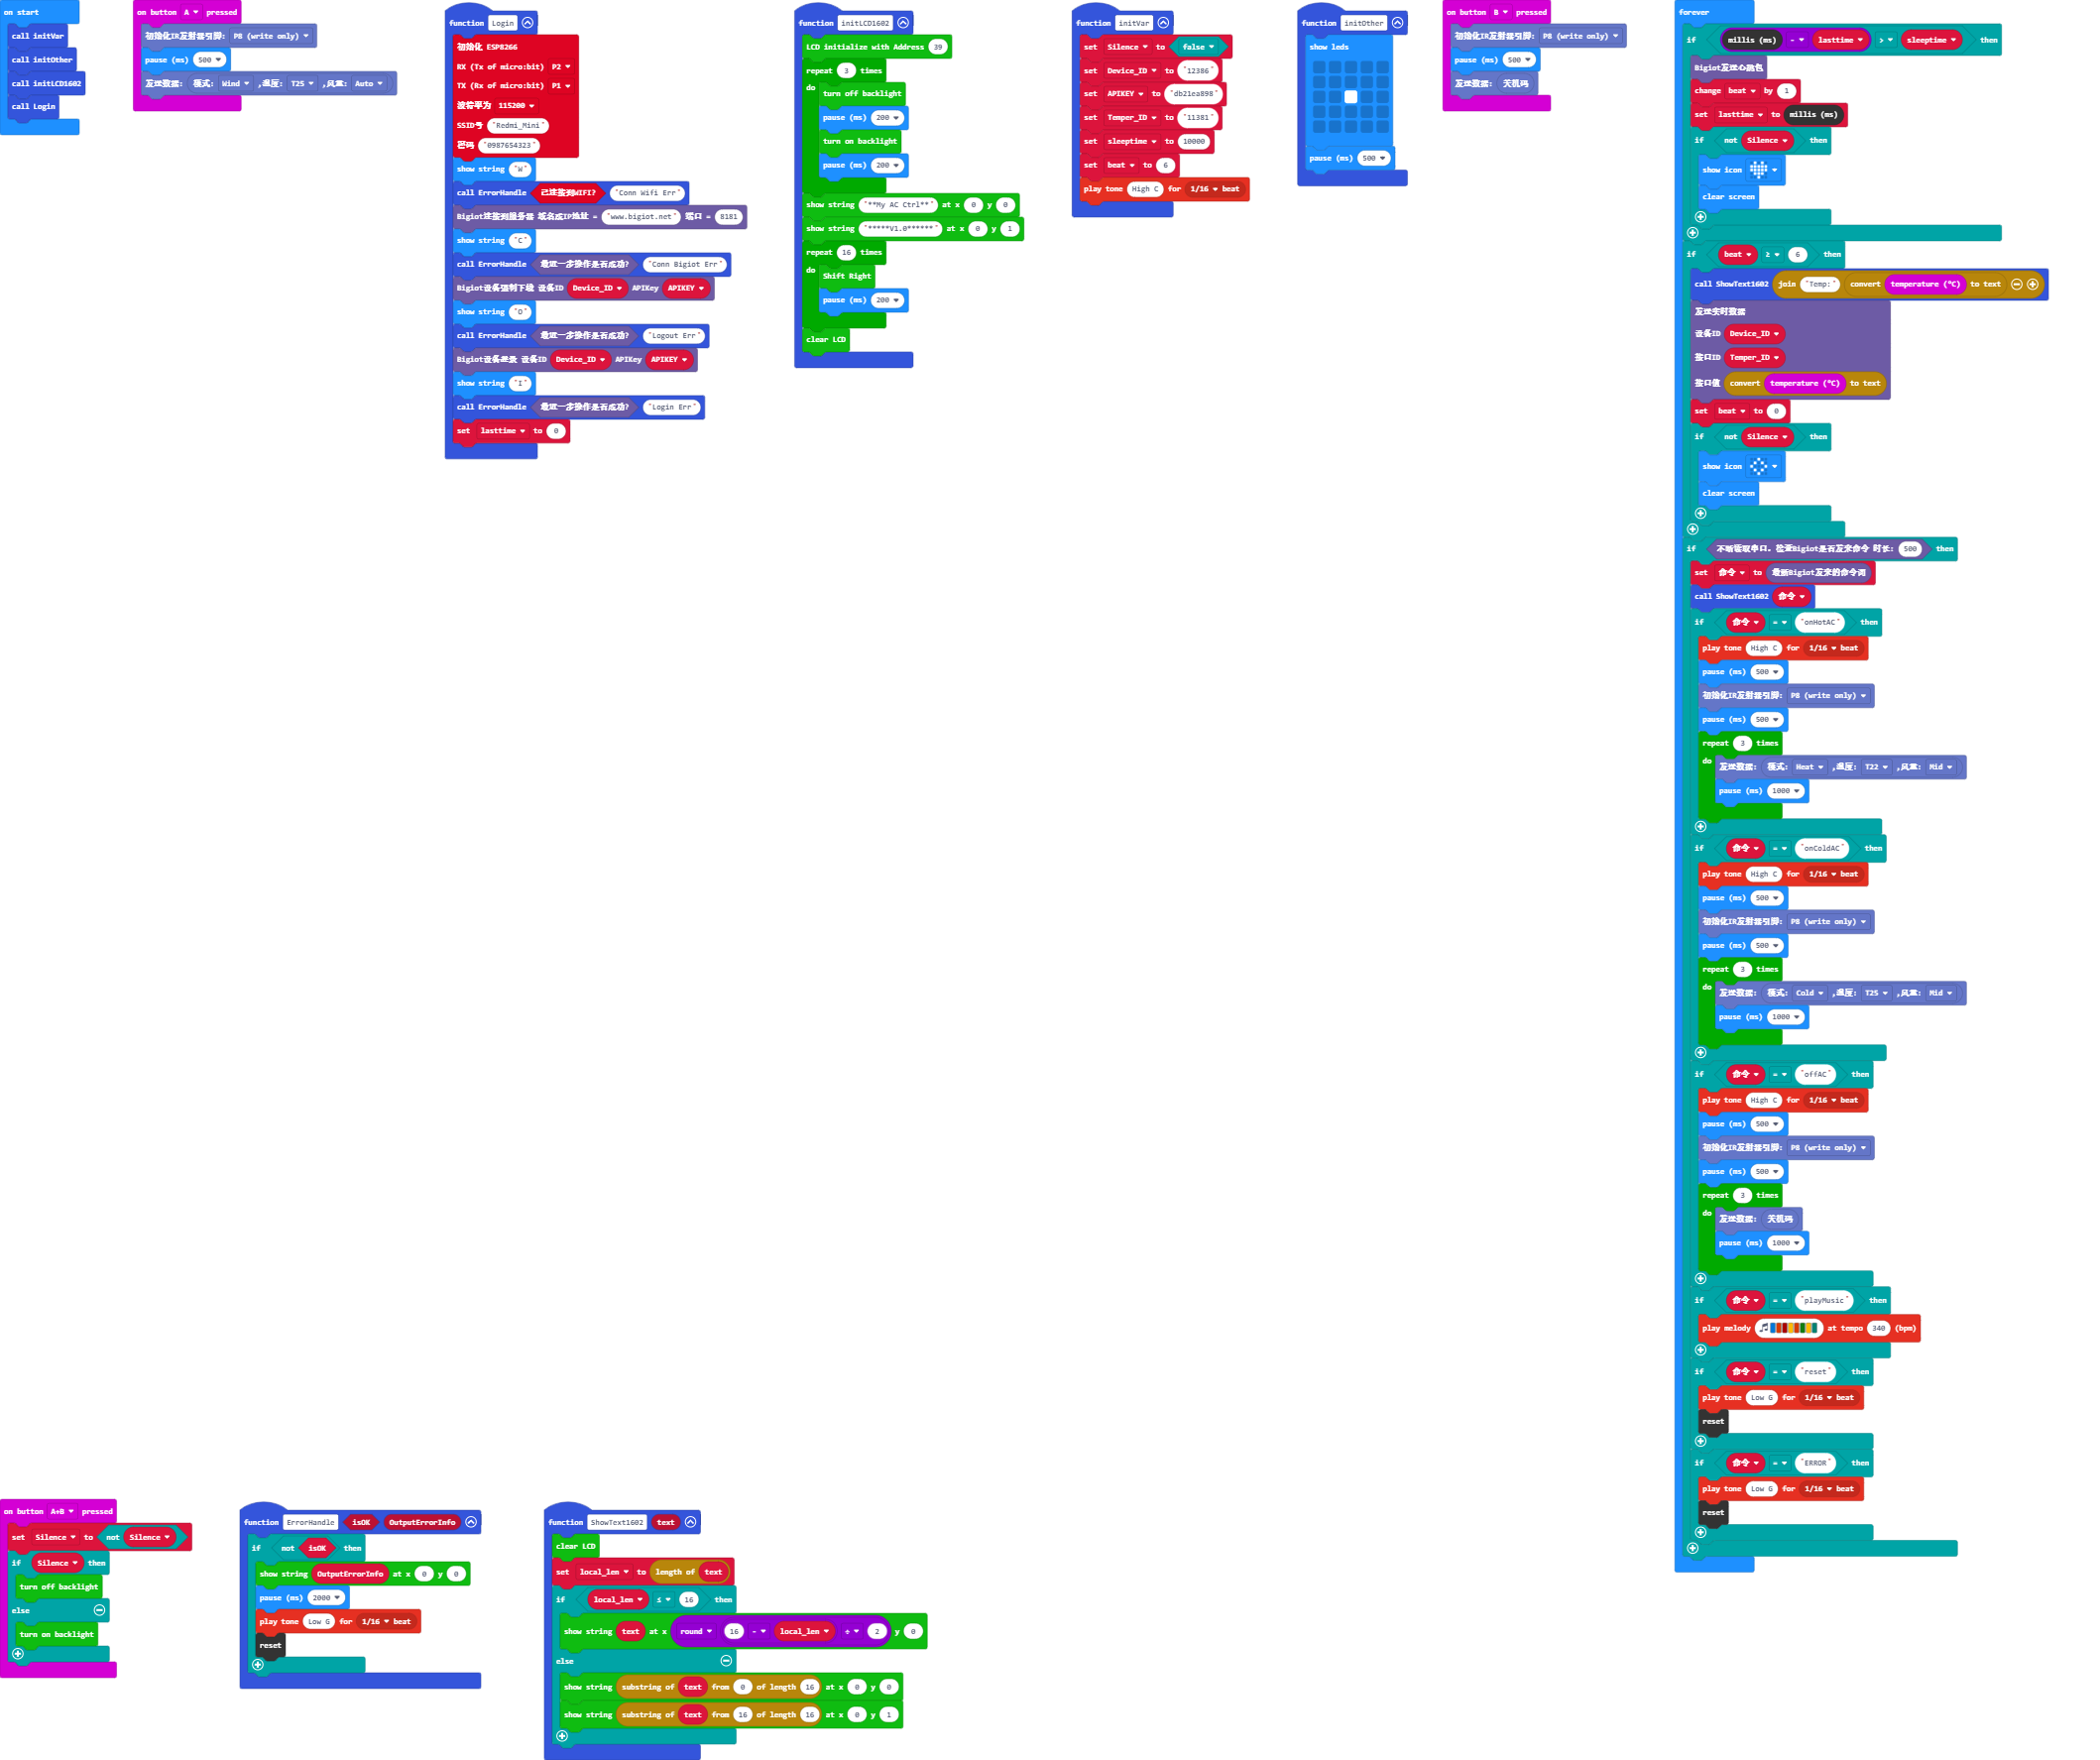 on start
call initVar
call initOther
call initLCD1602
call Login
on button A pressed
初始化IR发射器引脚: P8 (write only)
pause (ms) 500
发送数据: 模式: Wind ,温度: T25 ,风量: Auto
function Login
初始化 ESP8266
RX (Tx of micro:bit) P2
TX (Rx of micro:bit) P1
波特率为 115200
SSID号 "Redmi_Mini"
密码 "0987654323"
show string "W"
call ErrorHandle 已连接到WIFI? "Conn Wifi Err"
Bigiot连接到服务器 域名或IP地址 = "www.bigiot.net" 端口 = 8181
show string "C"
call ErrorHandle 最近一步操作是否成功? "Conn Bigiot Err"
Bigiot设备强制下线 设备ID Device_ID APIKey APIKEY
show string "O"
call ErrorHandle 最近一步操作是否成功? "Logout Err"
Bigiot设备登录 设备ID Device_ID APIKey APIKEY
show string "I"
call ErrorHandle 最近一步操作是否成功? "Login Err"
set lasttime to 0
function initLCD1602
LCD initialize with Address 39
repeat 3 times
do
turn off backlight
pause (ms) 200
turn on backlight
pause (ms) 200
show string "**My AC Ctrl**" at x 0 y 0
show string "*****V1.0******" at x 0 y 1
repeat 16 times
do
Shift Right
pause (ms) 200
clear LCD
function initVar
set Silence to false
set Device_ID to "12386"
set APIKEY to "db21ea898"
set Temper_ID to "11381"
set sleeptime to 10000
set beat to 6
play tone High C for 1/16 beat
function initOther
show leds
pause (ms) 500
on button B pressed
初始化IR发射器引脚: P8 (write only)
pause (ms) 500
发送数据: 关机码
forever
if millis (ms) - lasttime > sleeptime then
Bigiot发送心跳包
change beat by 1
set lasttime to millis (ms)
if not Silence then
show icon
clear screen
if beat ≥ 6 then
call ShowText1602 join "Temp:" convert temperature (°C) to text
发送实时数据
设备ID Device_ID
接口ID Temper_ID
接口值 convert temperature (°C) to text
set beat to 0
if not Silence then
show icon
clear screen
if 不断读取串口，检查Bigiot是否发来命令 时长: 500 then
set 命令 to 最新Bigiot发来的命令词
call ShowText1602 命令
if 命令 = "onHotAC" then
play tone High C for 1/16 beat
pause (ms) 500
初始化IR发射器引脚: P8 (write only)
pause (ms) 500
repeat 3 times
do 发送数据: 模式: Heat ,温度: T22 ,风量: Mid
pause (ms) 1000
if 命令 = "onColdAC" then
play tone High C for 1/16 beat
pause (ms) 500
初始化IR发射器引脚: P8 (write only)
pause (ms) 500
repeat 3 times
do 发送数据: 模式: Cold ,温度: T25 ,风量: Mid
pause (ms) 1000
if 命令 = "offAC" then
play tone High C for 1/16 beat
pause (ms) 500
初始化IR发射器引脚: P8 (write only)
pause (ms) 500
repeat 3 times
do 发送数据: 关机码
pause (ms) 1000
if 命令 = "playMusic" then
play melody at tempo 340 (bpm)
if 命令 = "reset" then
play tone Low G for 1/16 beat
reset
if 命令 = "ERROR" then
play tone Low G for 1/16 beat
reset
on button A+B pressed
set Silence to not Silence
if Silence then
turn off backlight
else
turn on backlight
function ErrorHandle isOK OutputErrorInfo
if not isOK then
show string OutputErrorInfo at x 0 y 0
pause (ms) 2000
play tone Low G for 1/16 beat
reset
function ShowText1602 text
clear LCD
set local_len to length of text
if local_len ≤ 16 then
show string text at x round 16 - local_len ÷ 2 y 0
else
show string substring of text from 0 of length 16 at x 0 y 0
show string substring of text from 16 of length 16 at x 0 y 1